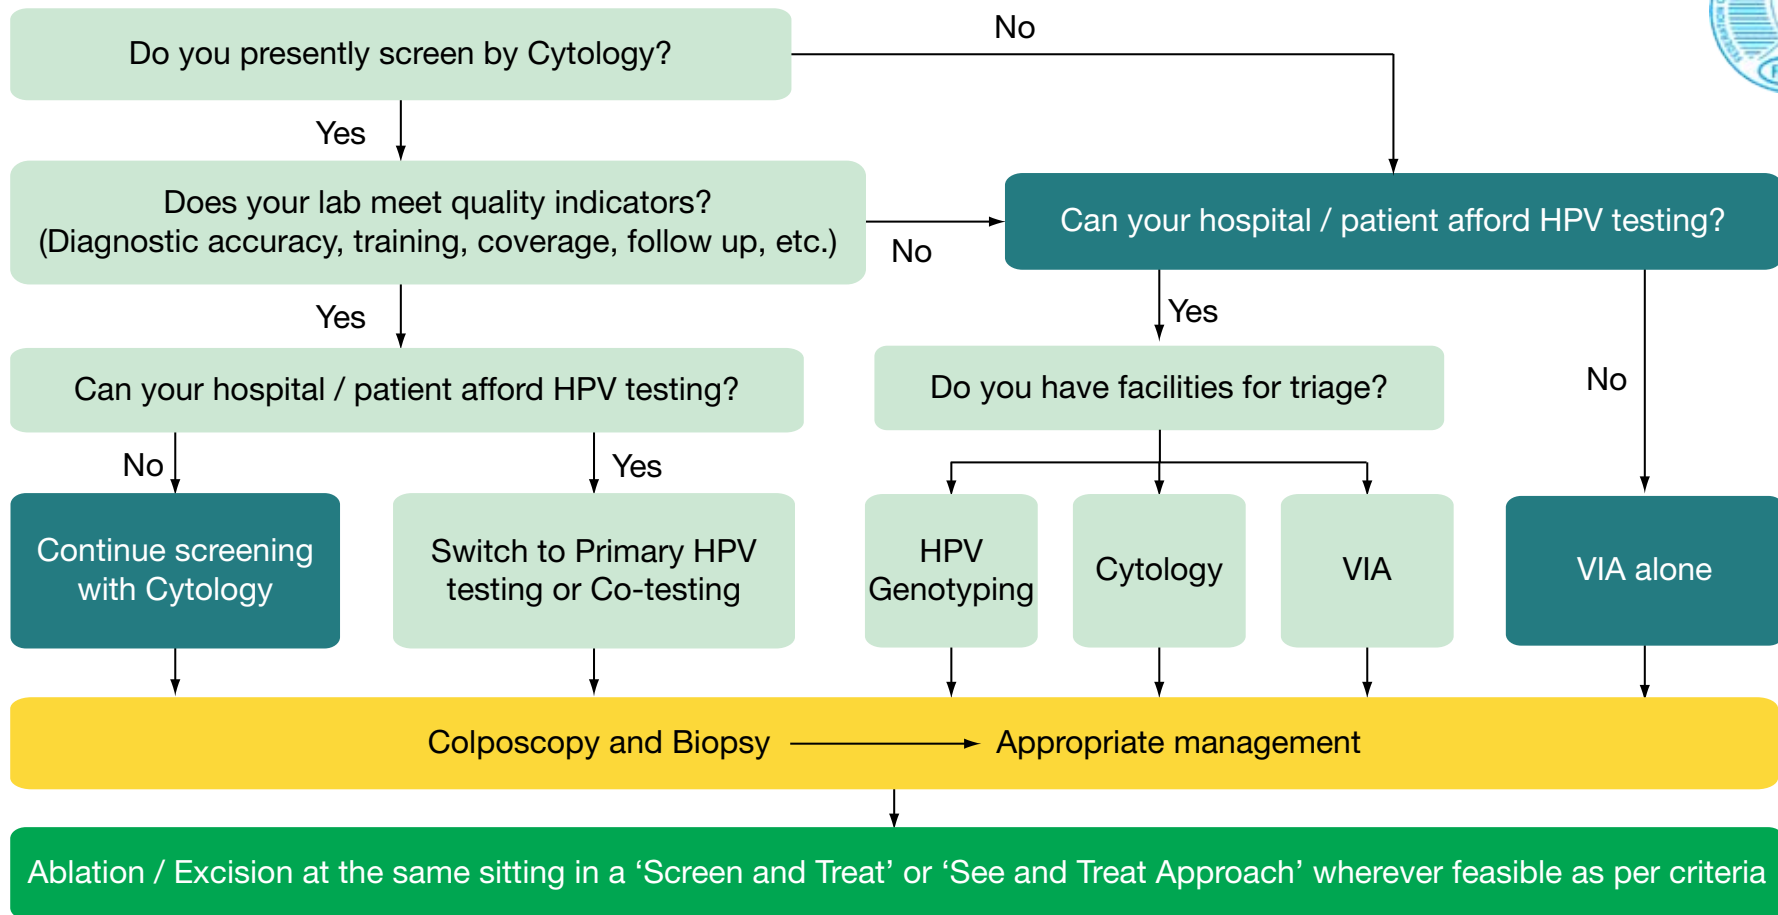 Do you presently screen by Cytology?
No
Yes
Does your lab meet quality indicators?
(Diagnostic accuracy, training, coverage, follow up, etc.)
No
Can your hospital / patient afford HPV testing?
Yes
Yes
Can your hospital / patient afford HPV testing?
Do you have facilities for triage?
No
No
Yes
Continue screening
with Cytology
Switch to Primary HPV
testing or Co-testing
HPV
Genotyping
Cytology
VIA
VIA alone
Colposcopy and Biopsy
Appropriate management
Ablation / Excision at the same sitting in a ‘Screen and Treat’ or ‘See and Treat Approach’ wherever feasible as per criteria